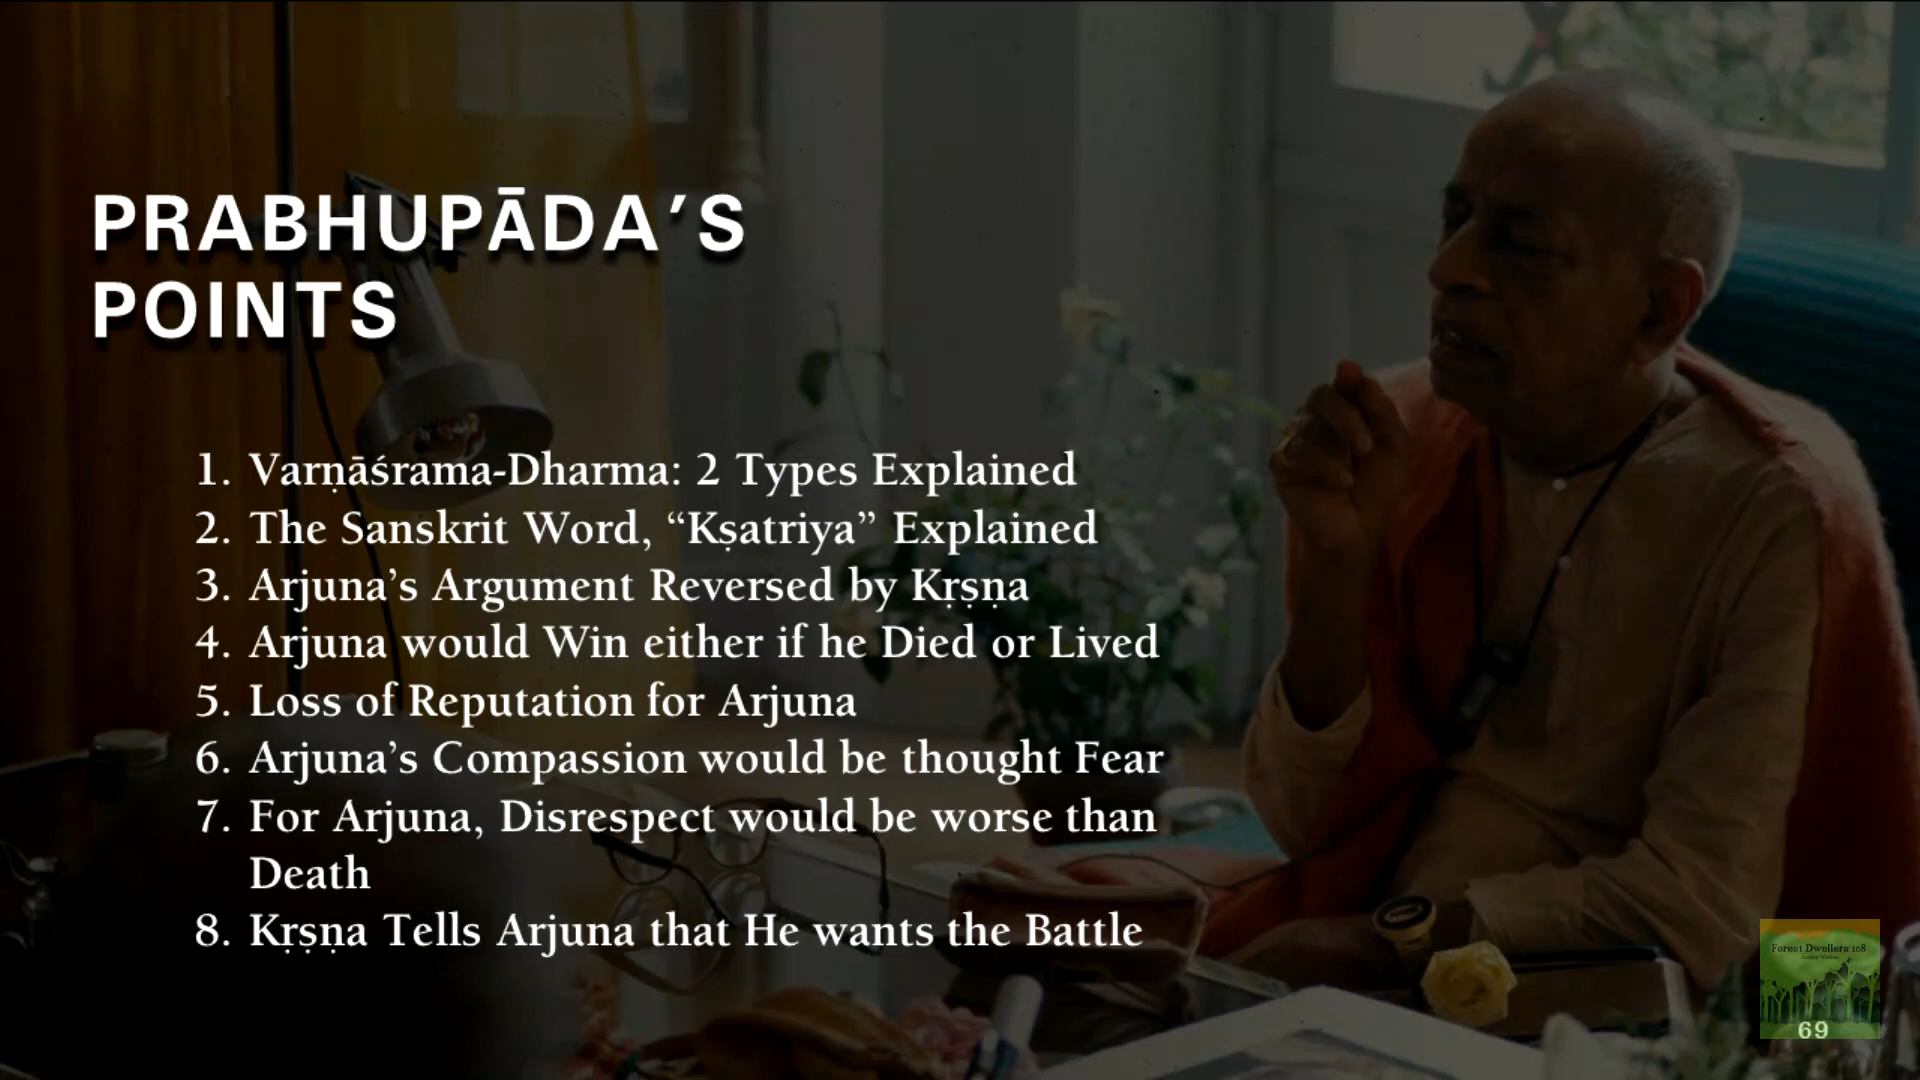 PRABHUPĀDA’S
POINTS
1. Varṇāśrama-Dharma: 2 Types Explained
2. The Sanskrit Word, “Kṣatriya” Explained
3. Arjuna’s Argument Reversed by Kṛṣṇa
4. Arjuna would Win either if he Died or Lived
5. Loss of Reputation for Arjuna
6. Arjuna’s Compassion would be thought Fear
7. For Arjuna, Disrespect would be worse than
Death
8. Kṛṣṇa Tells Arjuna that He wants the Battle
Forest Dwellers 108
69